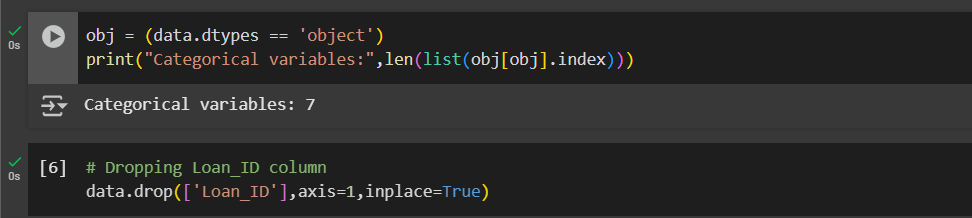 obj = (data.dtypes == 'object')
0s
print("Categorical variables:",len(list(obj[obj].index)))
Categorical variables: 7
[6] # Dropping Loan_ID column
0s
data.drop(['Loan_ID'],axis=1,inplace=True)